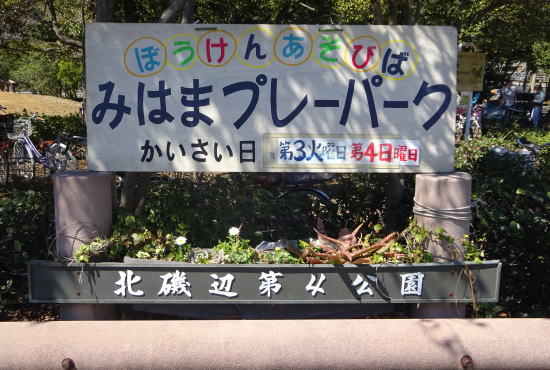 ぼうけんあそびば
みはまプレーパーク
かいさい日 第3火曜日 第4日曜日
北磯辺第4公園